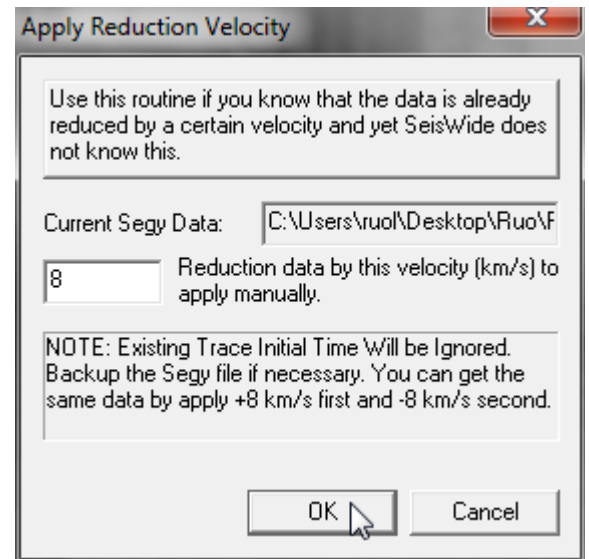 Apply Reduction Velocity
Use this routine if you know that the data is already
reduced by a certain velocity and yet SeisWide does
not know this.
Current Segy Data: C:\Users\ruol\Desktop\Ruo\F
8 Reduction data by this velocity (km/s) to
apply manually.
NOTE: Existing Trace Initial Time Will be Ignored.
Backup the Segy file if necessary. You can get the
same data by apply +8 km/s first and -8 km/s second.
OK Cancel